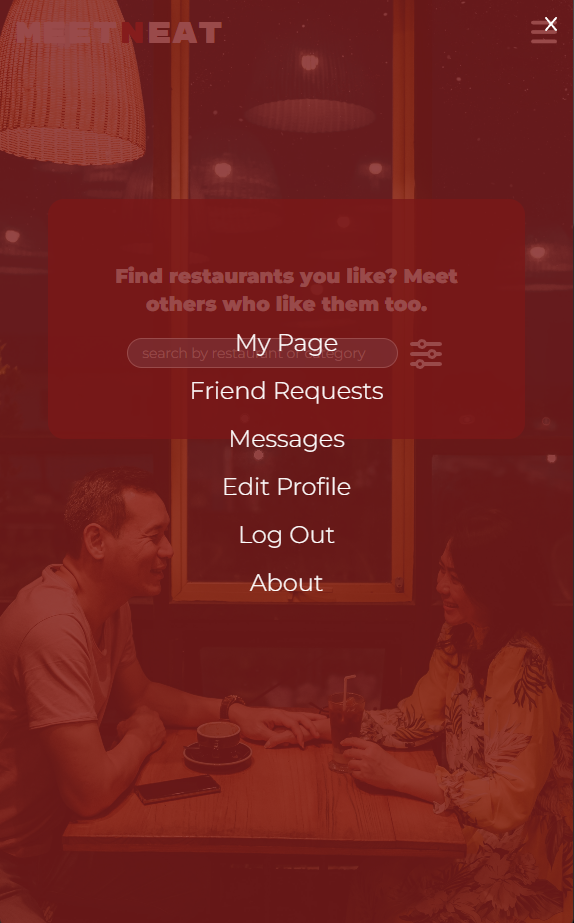 MEETNEAT
X
Find restaurants you like? Meet
others who like them too.
search by restaurant or category
My Page
Friend Requests
Messages
Edit Profile
Log Out
About